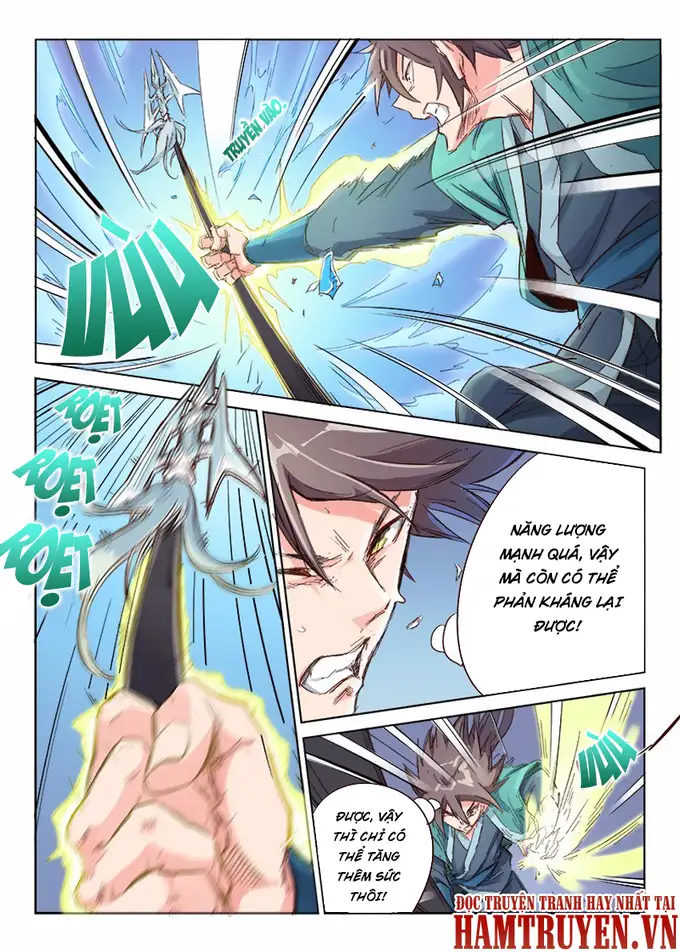 TRUYỀN VÀO.
VÙÙ
ROẸT
ROẸT
ROẸT
NĂNG LƯỢNG
MẠNH QUÁ, VẬY
MÀ CÒN CÓ THỂ
PHẢN KHÁNG LẠI
ĐƯỢC!
VÙÙ
ĐƯỢC, VẬY
THÌ CHỈ CÓ
THỂ TĂNG
THÊM SỨC
THÔI!
ĐỌC TRUYỆN TRANH HAY NHẤT TẠI
HAMTRUYEN.VN